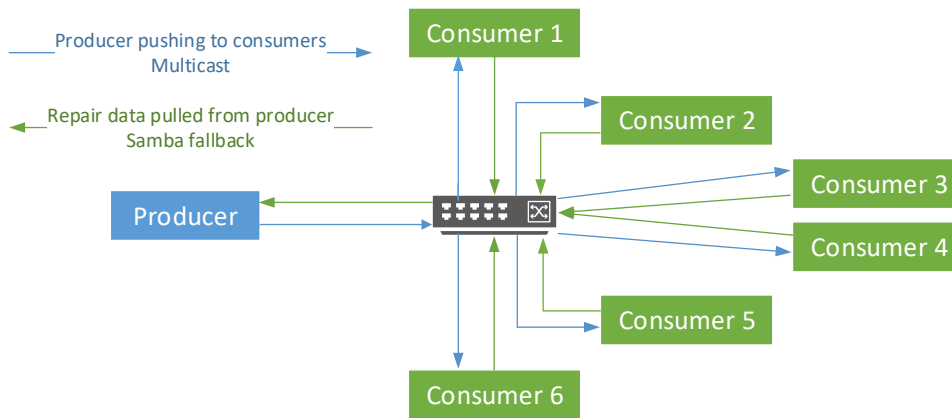 Producer pushing to consumers
Multicast
Repair data pulled from producer
Samba fallback
Consumer 1
Consumer 2
Consumer 3
Producer
Consumer 4
Consumer 5
Consumer 6